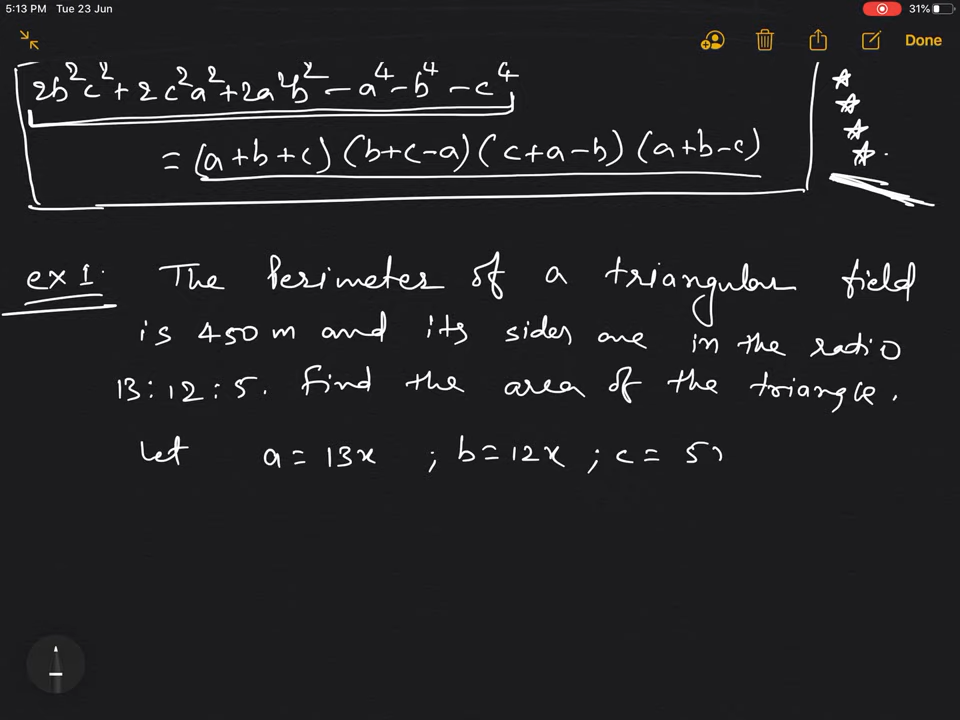 5:13 PM Tue 23 Jun 31%
Done
2b²c² + 2c²a² + 2a²b² - a⁴ - b⁴ - c⁴
= (a+b+c) (b+c-a) (c+a-b) (a+b-c)
ex 1. The Perimeter of a triangular field
is 450 m and its sides are in the ratio
13:12:5. Find the area of the triangle.
Let a = 13x ; b = 12x ; c = 5